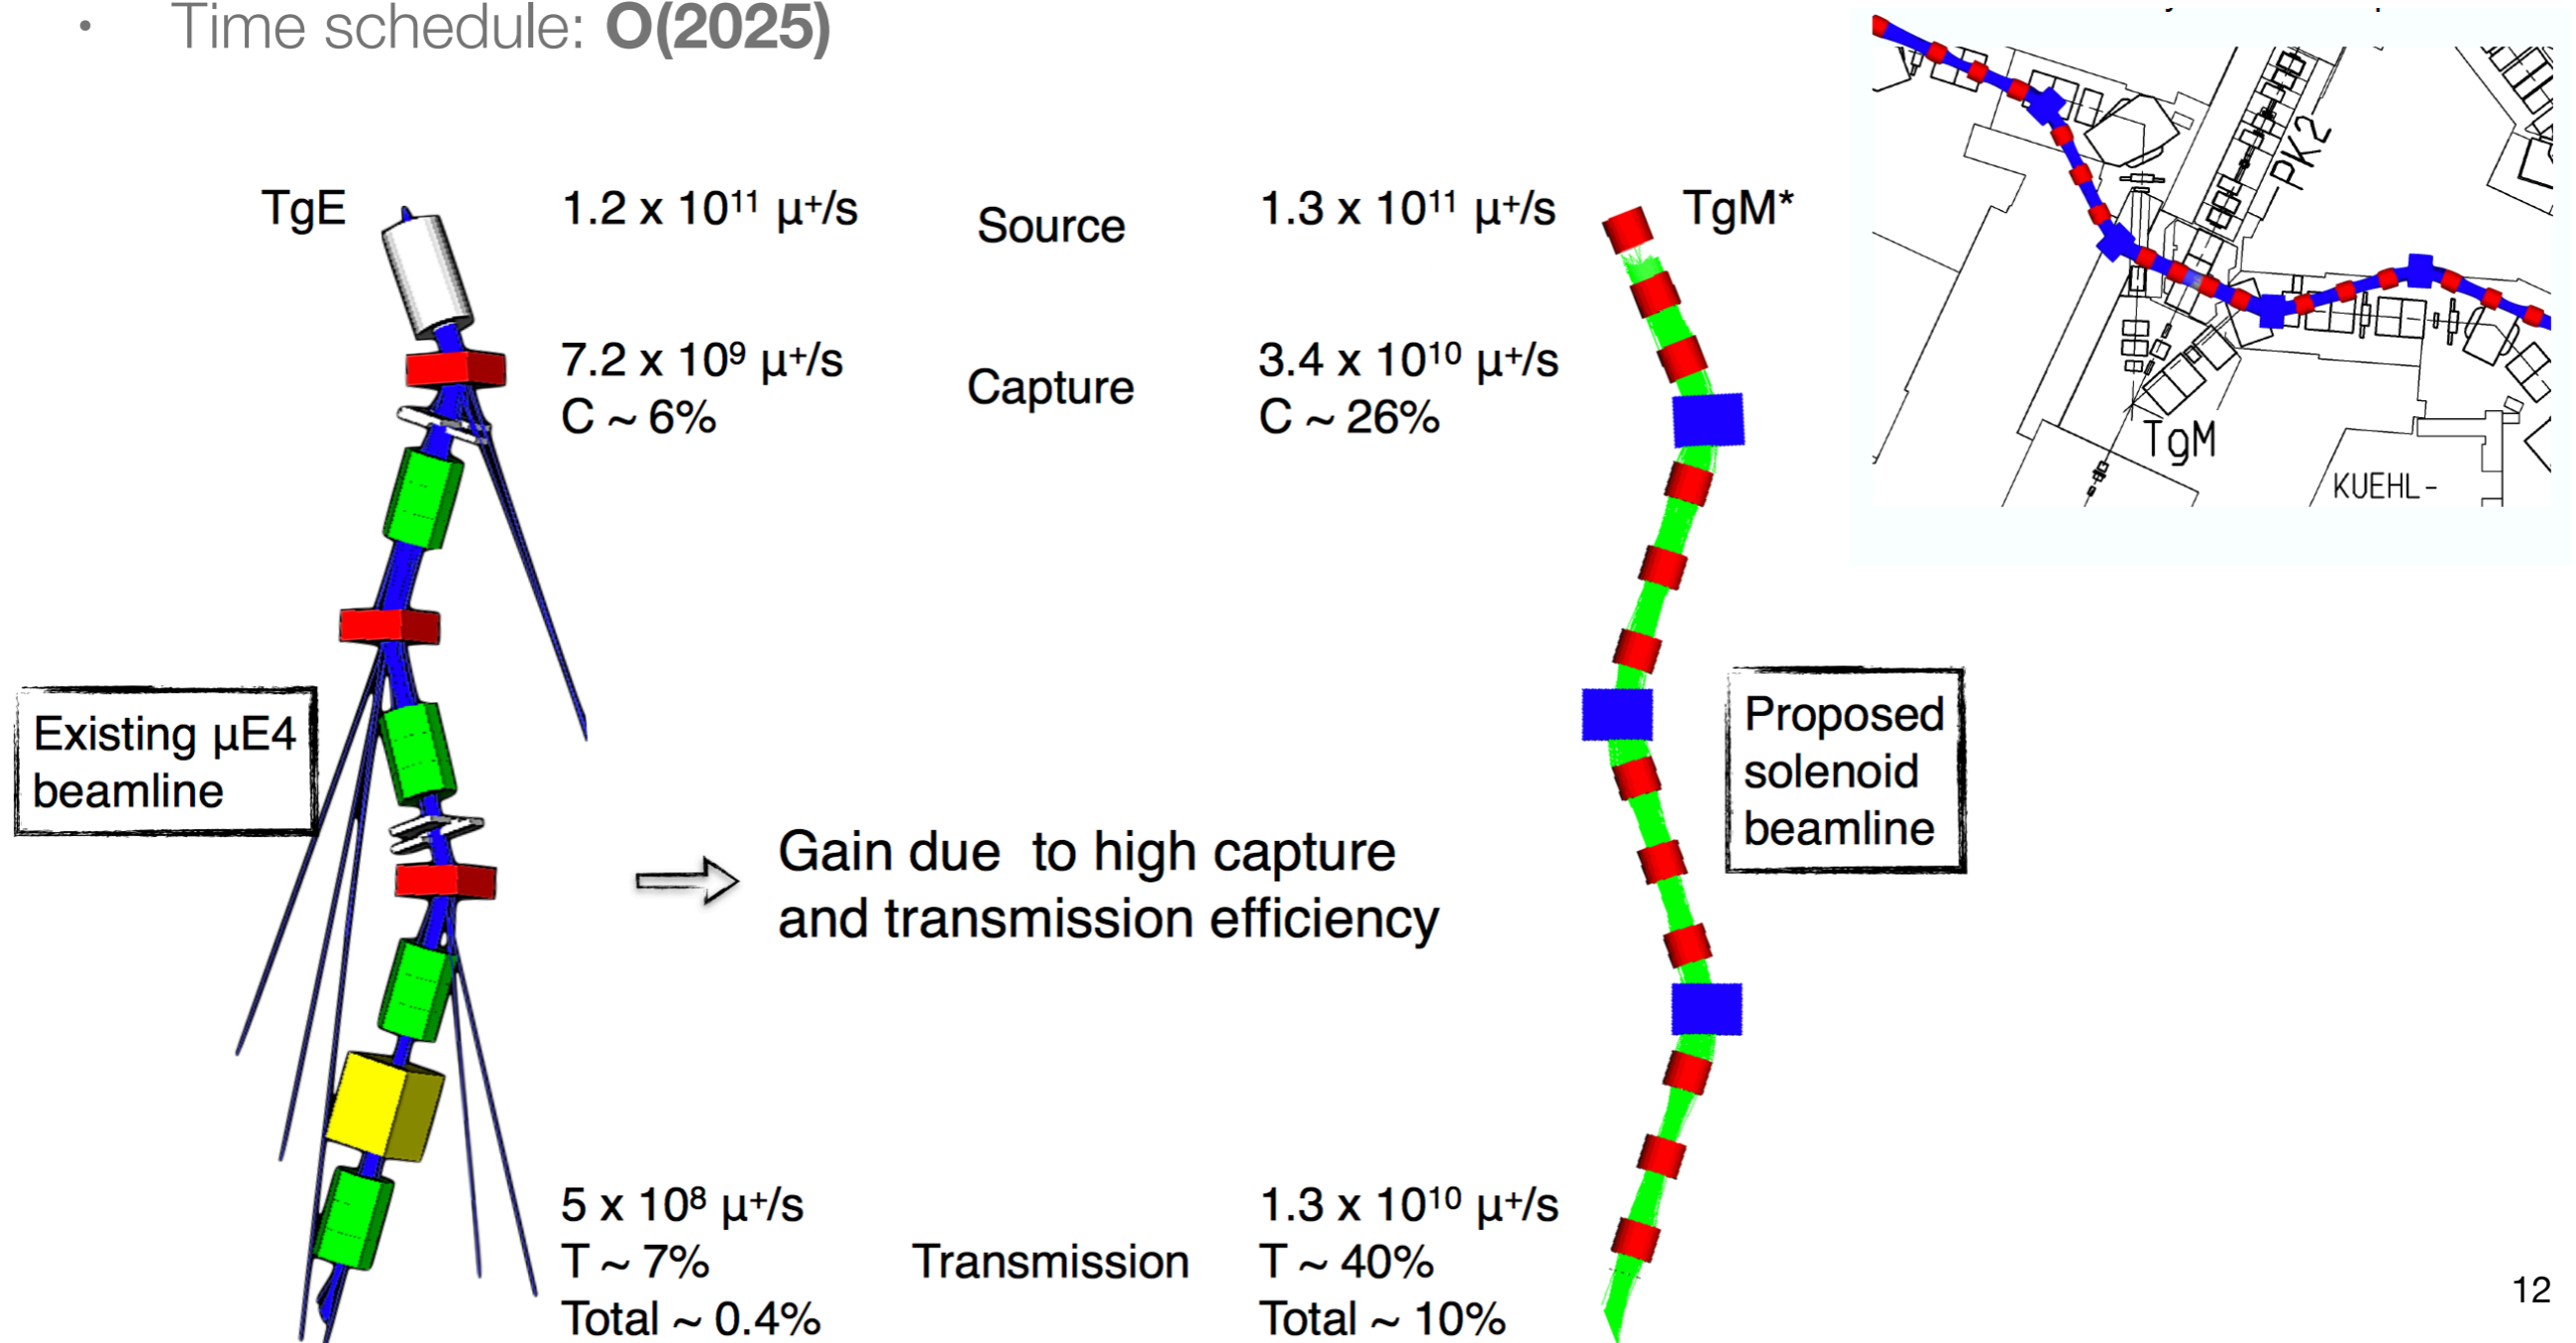 • Time schedule: O(2025)
TgE
1.2 x 10¹¹ μ⁺/s
Source
1.3 x 10¹¹ μ⁺/s
TgM*
7.2 x 10⁹ μ⁺/s
C ~ 6%
Capture
3.4 x 10¹⁰ μ⁺/s
C ~ 26%
PK2
TgM
KUEHL-
Existing μE4
beamline
Proposed
solenoid
beamline
Gain due to high capture
and transmission efficiency
5 x 10⁸ μ⁺/s
T ~ 7%
Total ~ 0.4%
Transmission
1.3 x 10¹⁰ μ⁺/s
T ~ 40%
Total ~ 10%
12